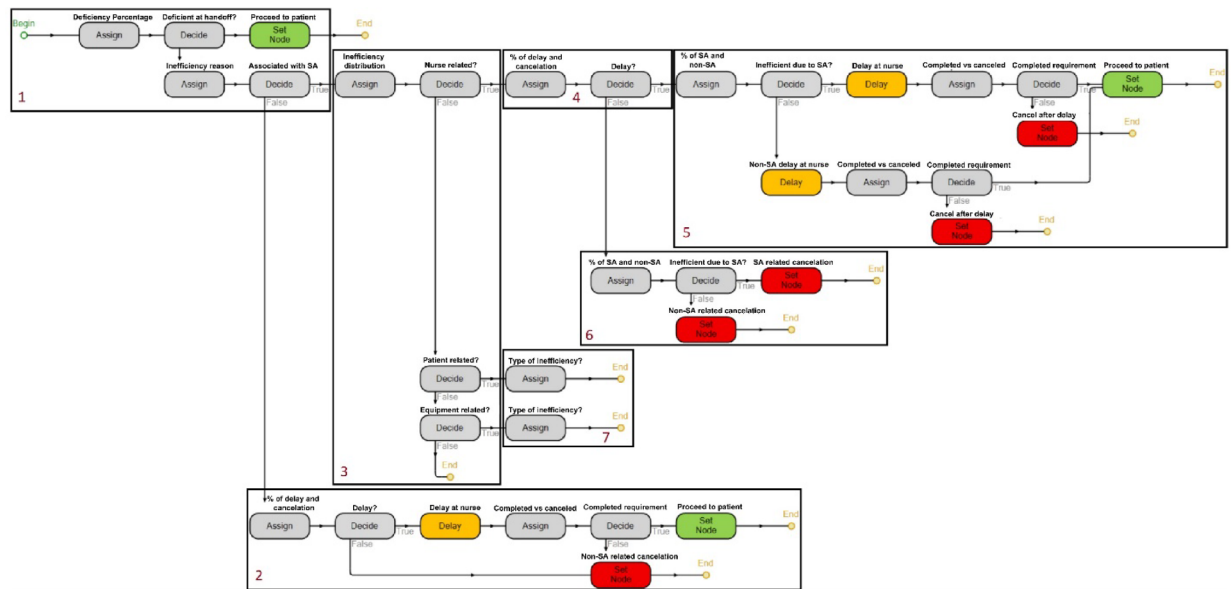 Begin
Deficiency Percentage
Assign
Deficient at handoff?
Decide
Proceed to patient
Set
Node
End
Inefficiency reason
Assign
Associated with SA
Decide
True
False
1
Inefficiency
distribution
Assign
Nurse related?
Decide
True
False
Patient related?
Decide
True
False
Equipment related?
Decide
True
False
End
3
% of delay and
cancelation
Assign
Delay?
Decide
True
False
4
% of SA and
non-SA
Assign
Inefficient due to SA?
Decide
True
False
Delay at nurse
Delay
Completed vs canceled
Assign
Completed requirement
Decide
True
False
Proceed to patient
Set
Node
End
Cancel after delay
Set
Node
End
Non-SA delay at nurse
Delay
Completed vs canceled
Assign
Completed requirement
Decide
True
False
Cancel after delay
Set
Node
End
5
% of SA and non-SA
Assign
Inefficient due to SA?
Decide
True
False
SA related cancelation
Set
Node
End
Non-SA related cancelation
Set
Node
End
6
Type of inefficiency?
Assign
End
Type of inefficiency?
Assign
End
7
% of delay and
cancelation
Assign
Delay?
Decide
True
False
Delay at nurse
Delay
Completed vs canceled
Assign
Completed requirement
Decide
True
False
Proceed to patient
Set
Node
End
Non-SA related cancelation
Set
Node
End
2